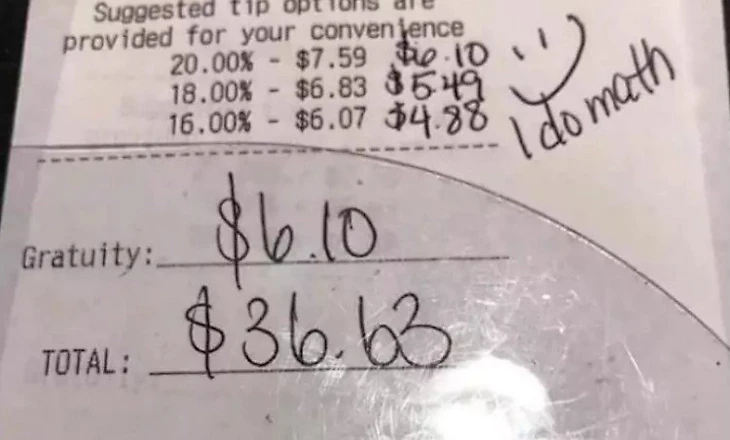 Suggested tip options are
provided for your convenience
20.00% - $7.59 $6.10
18.00% - $6.83 $5.49
16.00% - $6.07 $4.88
I do math
Gratuity: $6.10
TOTAL: $36.63